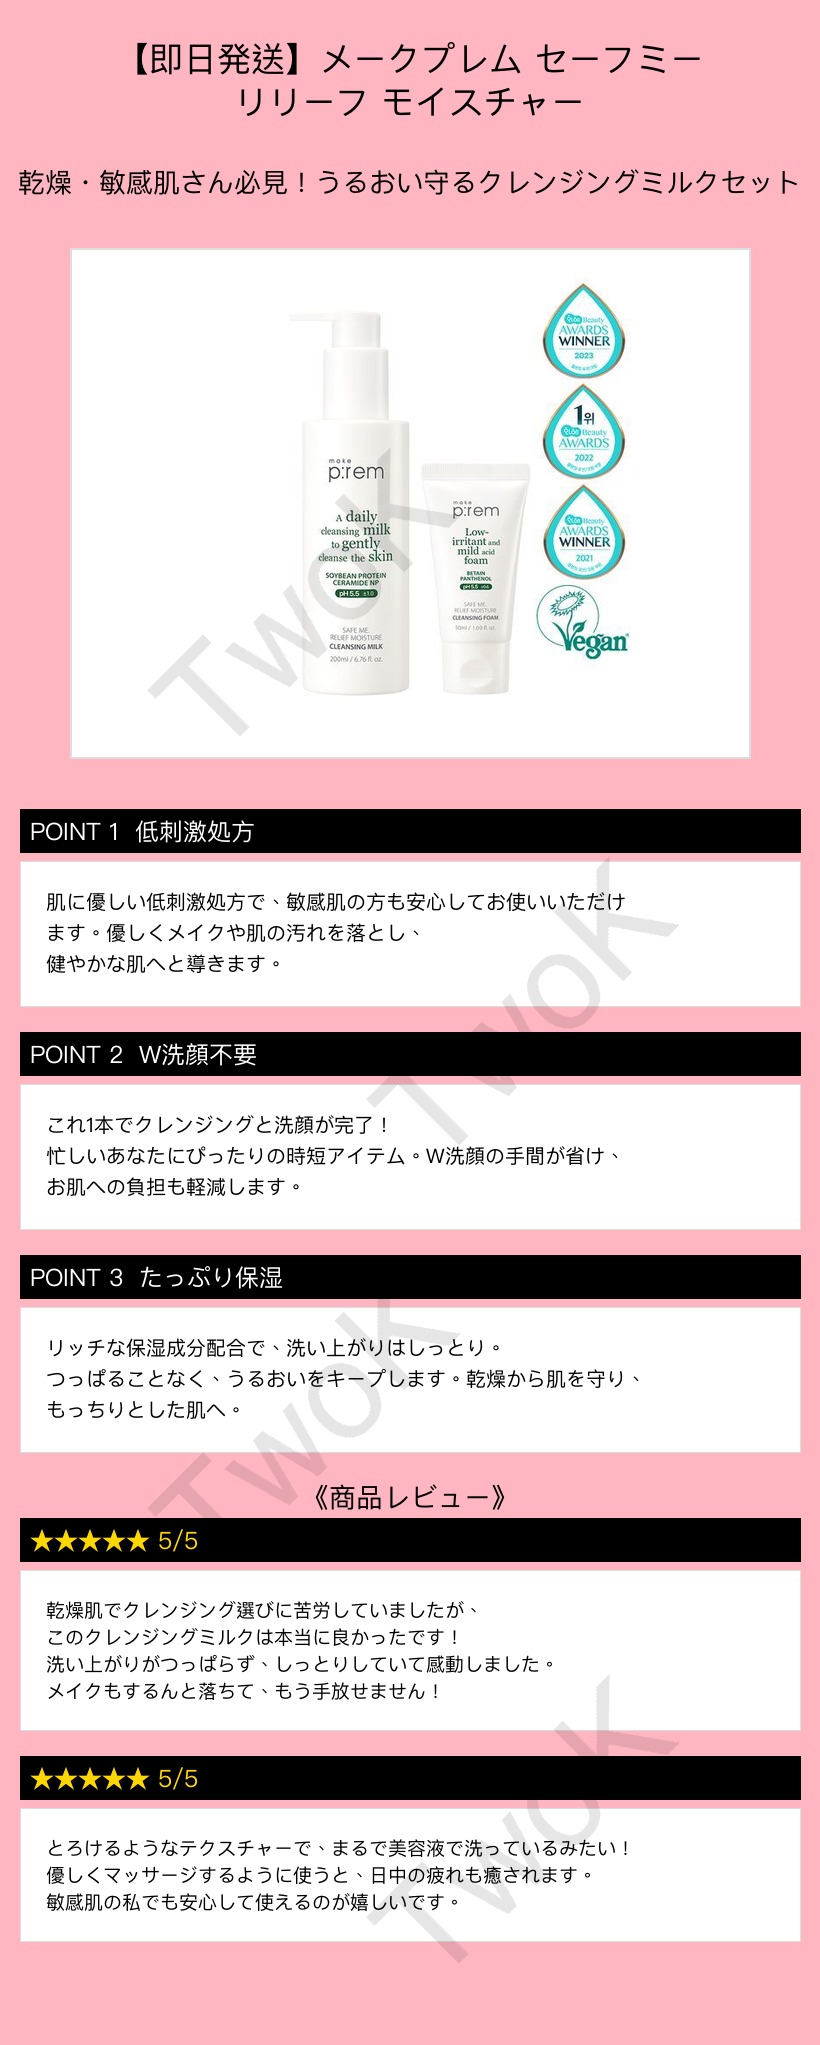 【即日発送】メークプレム セーフミー
リリーフ モイスチャー
乾燥・敏感肌さん必見！うるおい守るクレンジングミルクセット
make
p:rem
A daily
cleansing milk
to gently
cleanse the skin
SOYBEAN PROTEIN
CERAMIDE NP
pH 5.5 ±1.0
SAFE ME.
RELIEF MOISTURE
CLEANSING MILK
200ml / 6.76 fl. oz.
make
p:rem
Low-
irritant and
mild acid
foam
BETAIN
PANTHENOL
pH 5.5
SAFE ME.
RELIEF MOISTURE
CLEANSING FOAM
50ml / 1.69 fl. oz.
Beauty
AWARDS
WINNER
2023
1위
Beauty
AWARDS
2022
Beauty
AWARDS
WINNER
2021
Vegan
TwoK
POINT 1 低刺激処方
肌に優しい低刺激処方で、敏感肌の方も安心してお使いいただけ
ます。優しくメイクや肌の汚れを落とし、
健やかな肌へと導きます。
TwoK
POINT 2 W洗顔不要
これ1本でクレンジングと洗顔が完了！
忙しいあなたにぴったりの時短アイテム。W洗顔の手間が省け、
お肌への負担も軽減します。
POINT 3 たっぷり保湿
リッチな保湿成分配合で、洗い上がりはしっとり。
つっぱることなく、うるおいをキープします。乾燥から肌を守り、
もっちりとした肌へ。
TwoK
《商品レビュー》
★★★★★ 5/5
乾燥肌でクレンジング選びに苦労していましたが、
このクレンジングミルクは本当に良かったです！
洗い上がりがつっぱらず、しっとりしていて感動しました。
メイクもするんと落ちて、もう手放せません！
★★★★★ 5/5
とろけるようなテクスチャーで、まるで美容液で洗っているみたい！
優しくマッサージするように使うと、日中の疲れも癒されます。
敏感肌の私でも安心して使えるのが嬉しいです。
TwoK